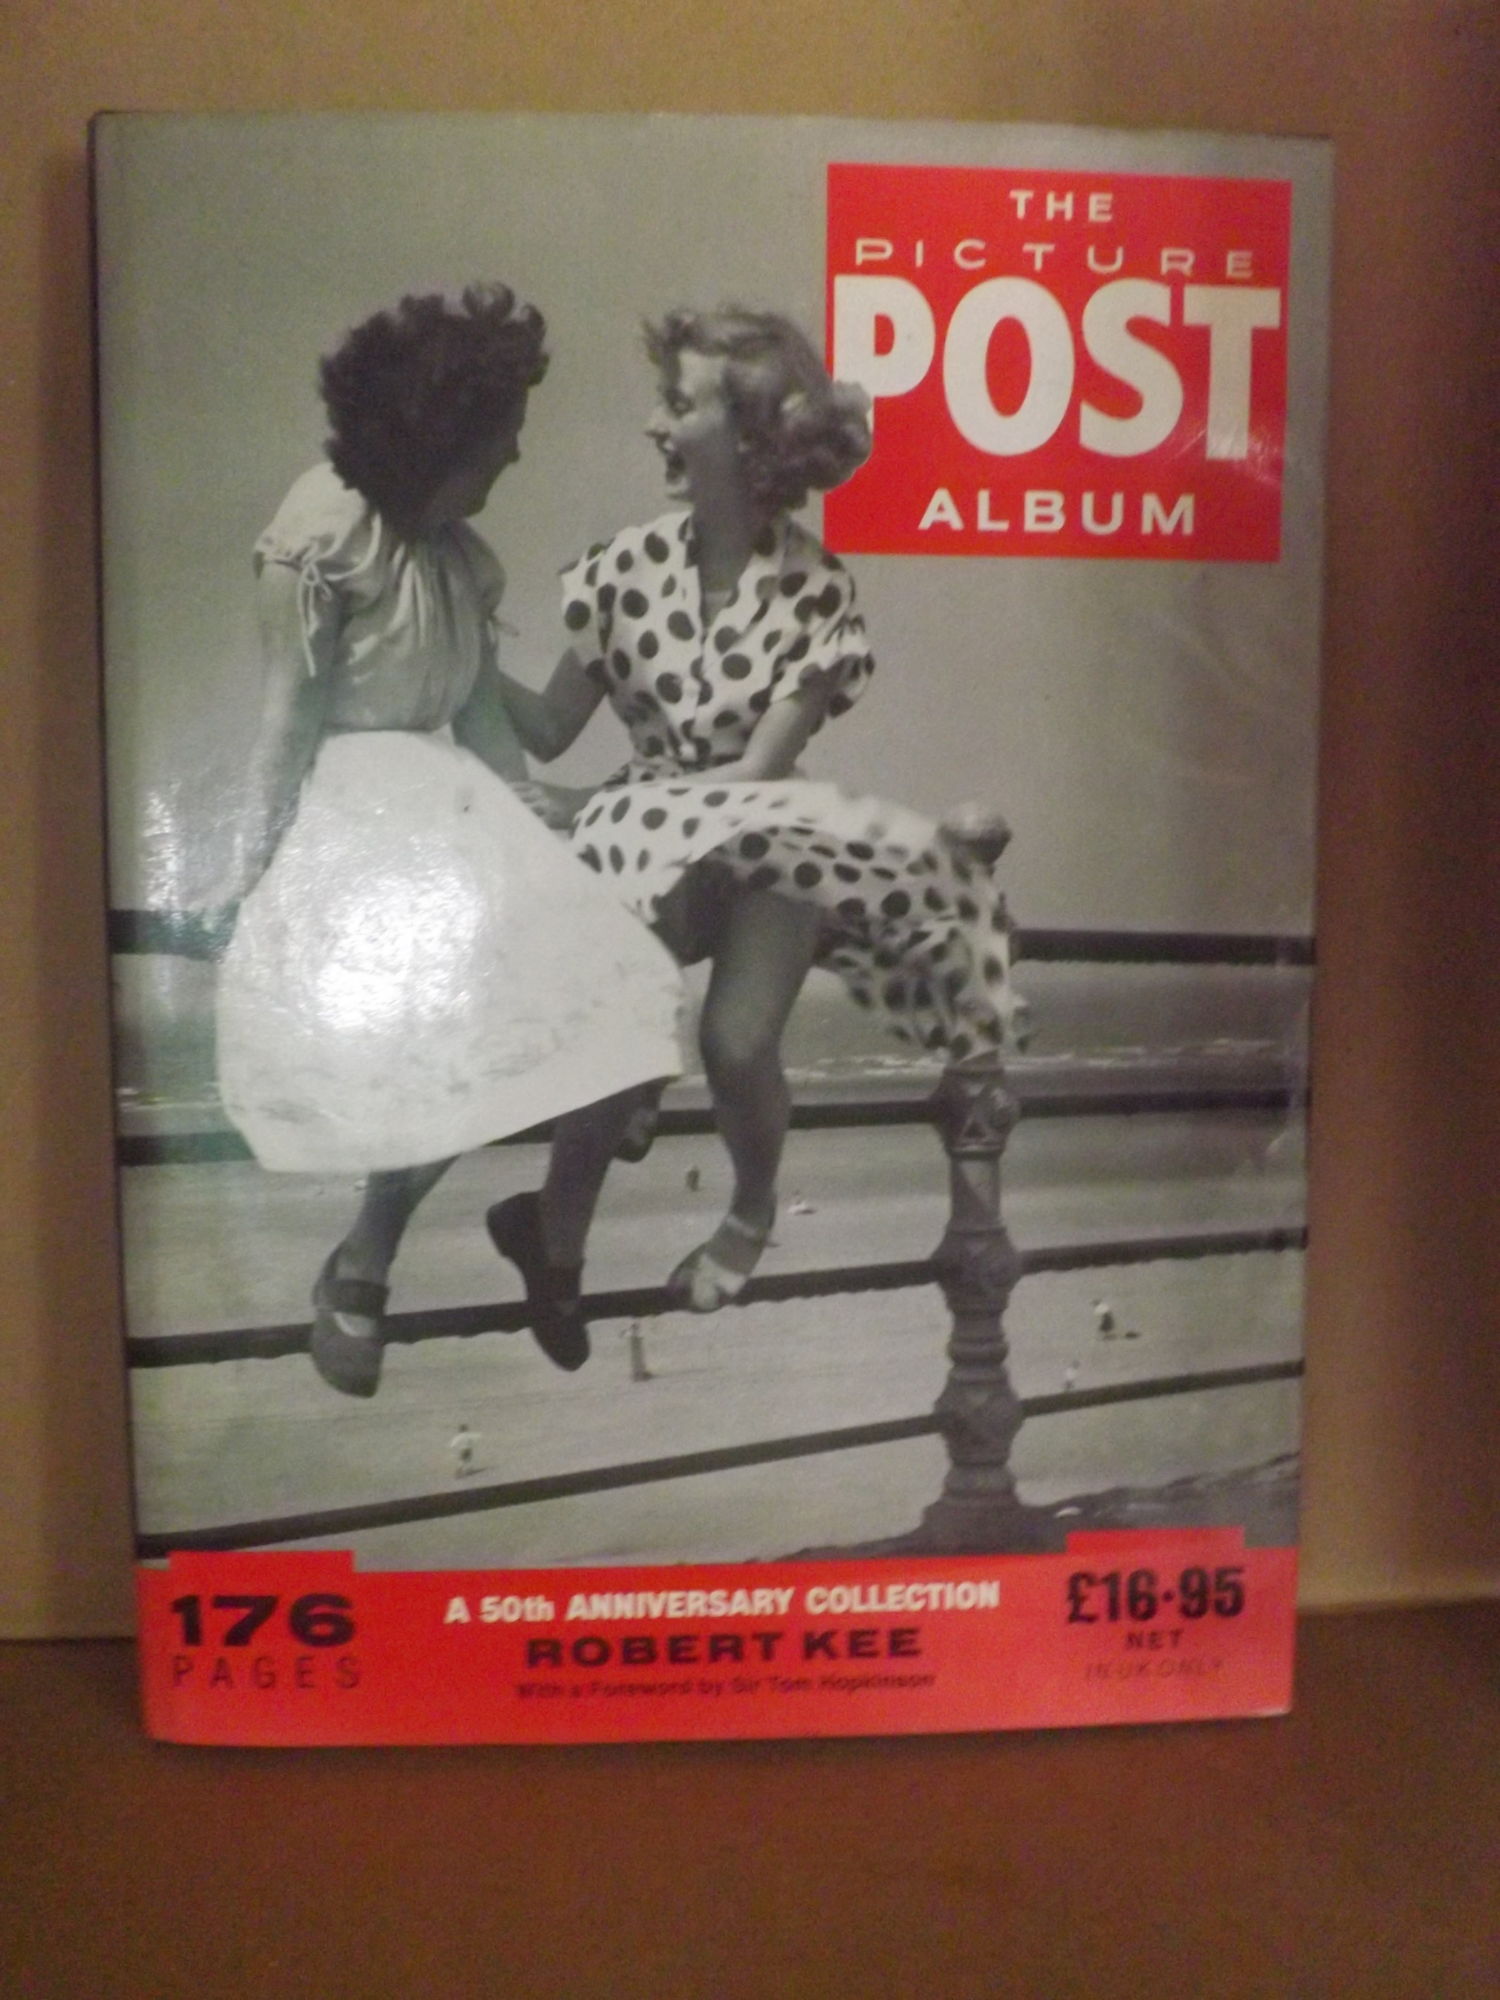 THE
PICTURE
POST
ALBUM
176
PAGES
A 50th ANNIVERSARY COLLECTION
ROBERT KEE
With a Foreword by Sir Tom Hopkinson
£16·95
NET
IN UK ONLY